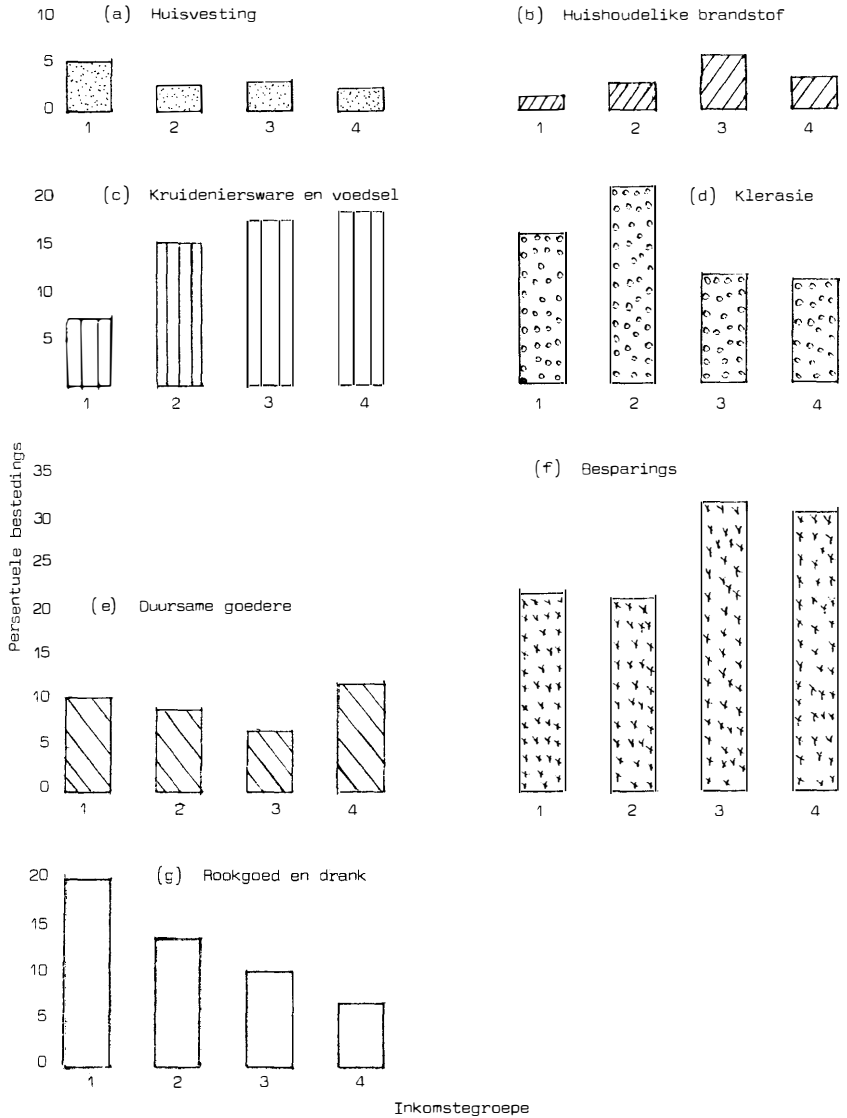 10 (a) Huisvesting (b) Huishoudelike brandstof
5
0
1 2 3 4 1 2 3 4
20 (c) Kruideniersware en voedsel (d) Klerasie
15
10
5
1 2 3 4 1 2 3 4
Persentuele bestedings
35 (f) Besparings
30
25
20 (e) Duursame goedere
15
10
5
0
1 2 3 4 1 2 3 4
20 (g) Rookgoed en drank
15
10
5
0
1 2 3 4
Inkomstegroepe